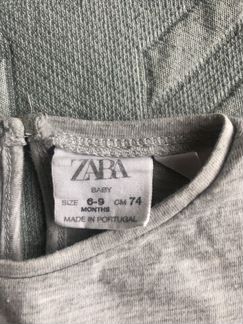 ZARA
BABY
SIZE 6-9 CM 74
MONTHS
MADE IN PORTUGAL